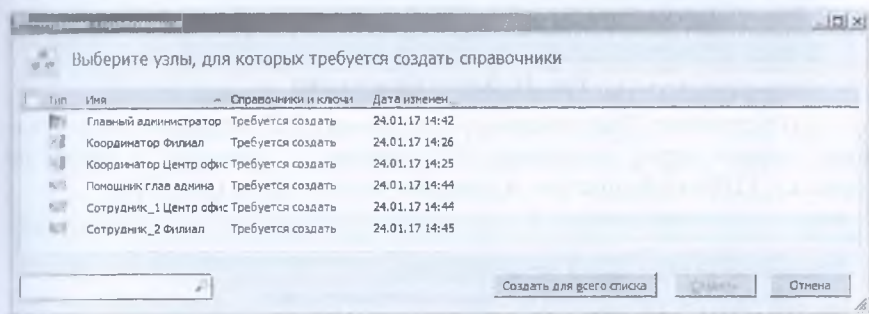 Выберите узлы, для которых требуется создать справочники
Тип Имя Справочники и ключи Дата изменен...
Главный администратор Требуется создать 24.01.17 14:42
Координатор Филиал Требуется создать 24.01.17 14:26
Координатор Центр офис Требуется создать 24.01.17 14:25
Помощник глав админа Требуется создать 24.01.17 14:44
Сотрудник_1 Центр офис Требуется создать 24.01.17 14:44
Сотрудник_2 Филиал Требуется создать 24.01.17 14:45
Создать для всего списка Отмена